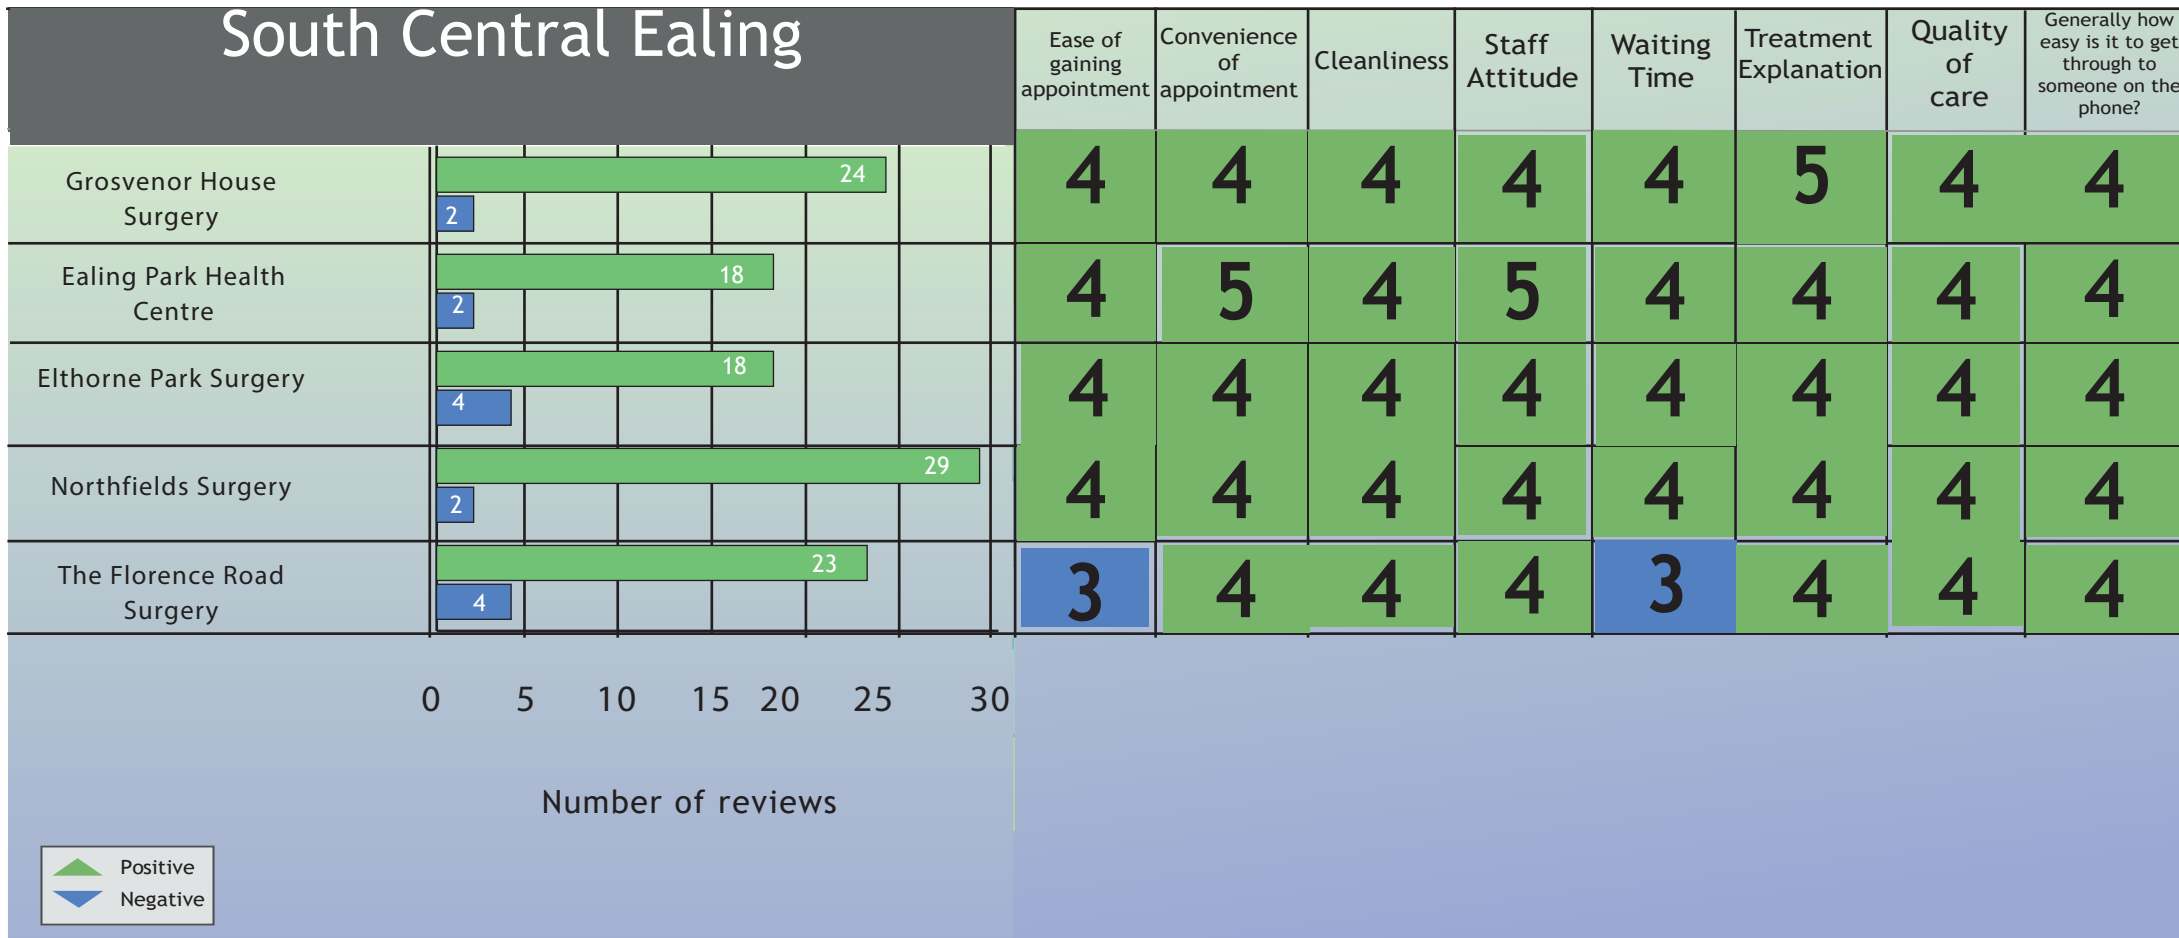 South Central Ealing
Ease of
gaining
appointment
Convenience
of
appointment
Cleanliness
Staff
Attitude
Waiting
Time
Treatment
Explanation
Quality
of
care
Generally how
easy is it to get
through to
someone on the
phone?
Grosvenor House
Surgery
24
2
4 4 4 4 4 5 4 4
Ealing Park Health
Centre
18
2
4 5 4 5 4 4 4 4
Elthorne Park Surgery
18
4
4 4 4 4 4 4 4 4
Northfields Surgery
29
2
4 4 4 4 4 4 4 4
The Florence Road
Surgery
23
4
3 4 4 4 3 4 4 4
0 5 10 15 20 25 30
Number of reviews
Positive
Negative